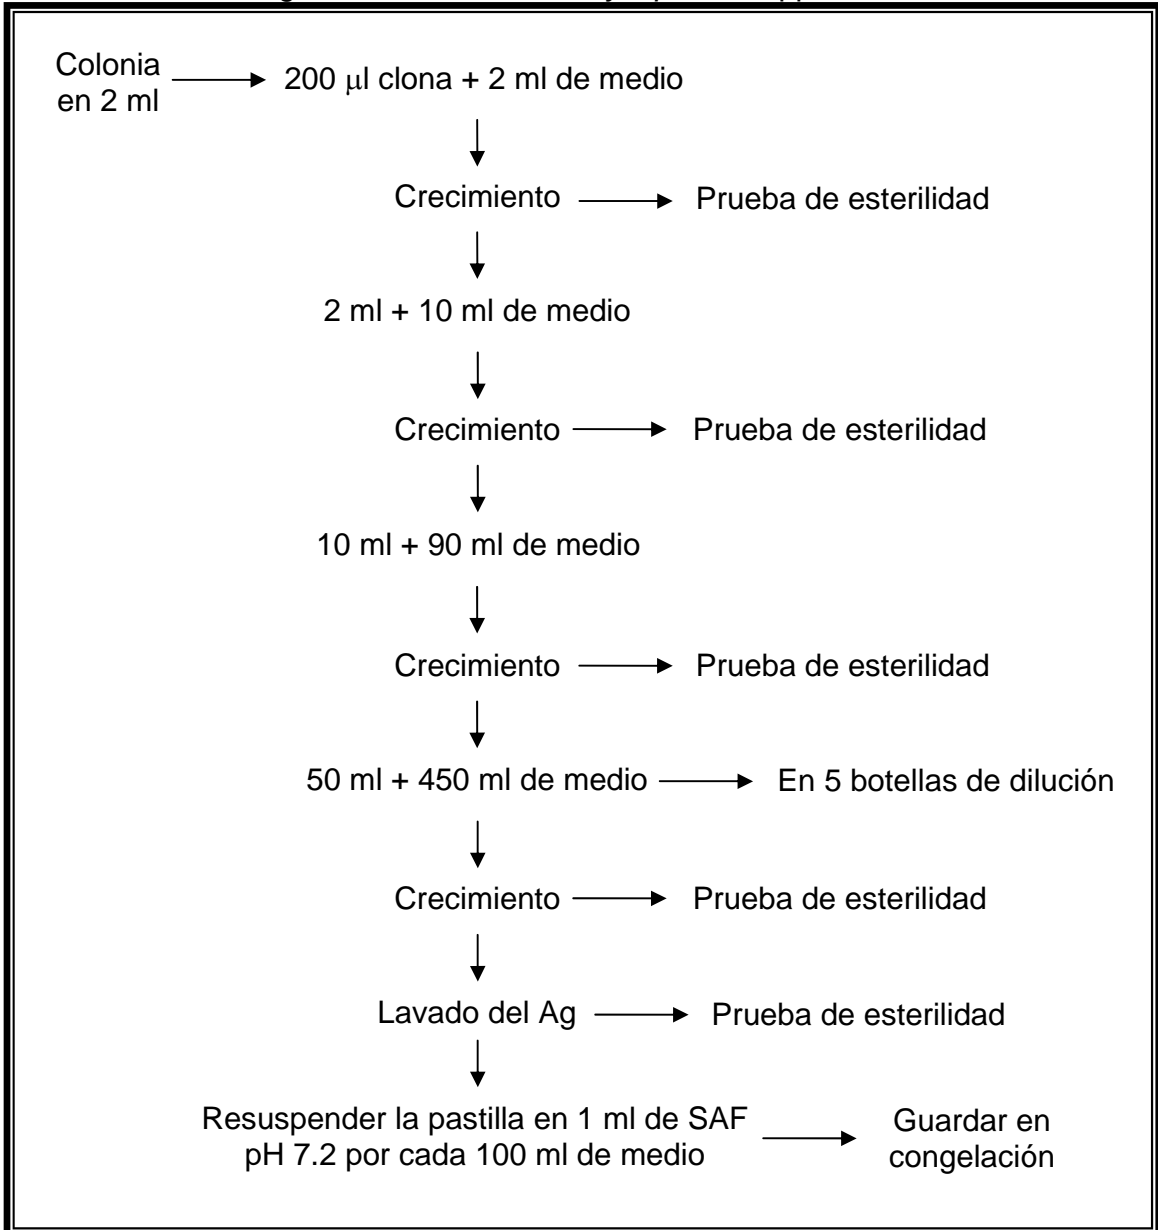 Colonia
en 2 ml
200 μl clona + 2 ml de medio
Crecimiento
Prueba de esterilidad
2 ml + 10 ml de medio
Crecimiento
Prueba de esterilidad
10 ml + 90 ml de medio
Crecimiento
Prueba de esterilidad
50 ml + 450 ml de medio
En 5 botellas de dilución
Crecimiento
Prueba de esterilidad
Lavado del Ag
Prueba de esterilidad
Resuspender la pastilla en 1 ml de SAF
pH 7.2 por cada 100 ml de medio
Guardar en
congelación